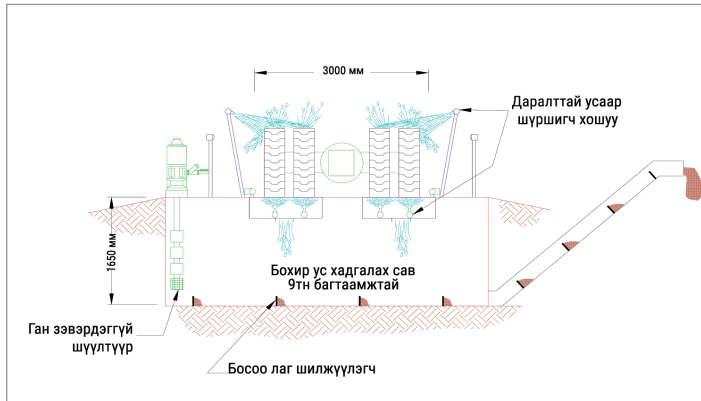 3000 мм
Даралттай усаар
шүршигч хошуу
1650 мм
Бохир ус хадгалах сав
9тн багтаамжтай
Ган зэвэрдэггүй
шүүлтүүр
Босоо лаг шилжүүлэгч